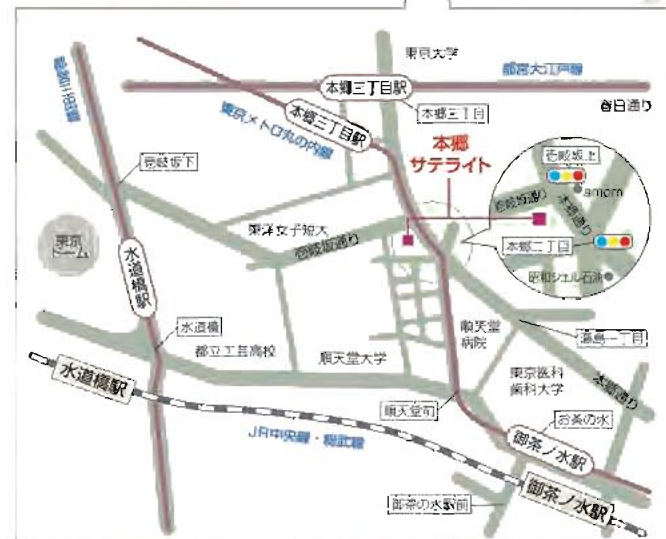 東京大学
都営大江戸線
本郷三丁目駅
春日通り
本郷三丁目
本郷三丁目駅
東京メトロ丸の内線
都営三田線
本郷
サテライト
壱岐坂上
amom
壱岐坂通り
本郷通り
本郷二丁目
昭和シェル石油
壱岐坂下
東洋女子短大
壱岐坂通り
東京
ドーム
水道橋駅
水道橋
都立工芸高校
順天堂大学
順天堂
病院
湯島一丁目
東京医科
歯科大学
本郷通り
水道橋駅
順天堂前
お茶の水
JR中央線・総武線
御茶ノ水駅
御茶の水駅前
御茶ノ水駅